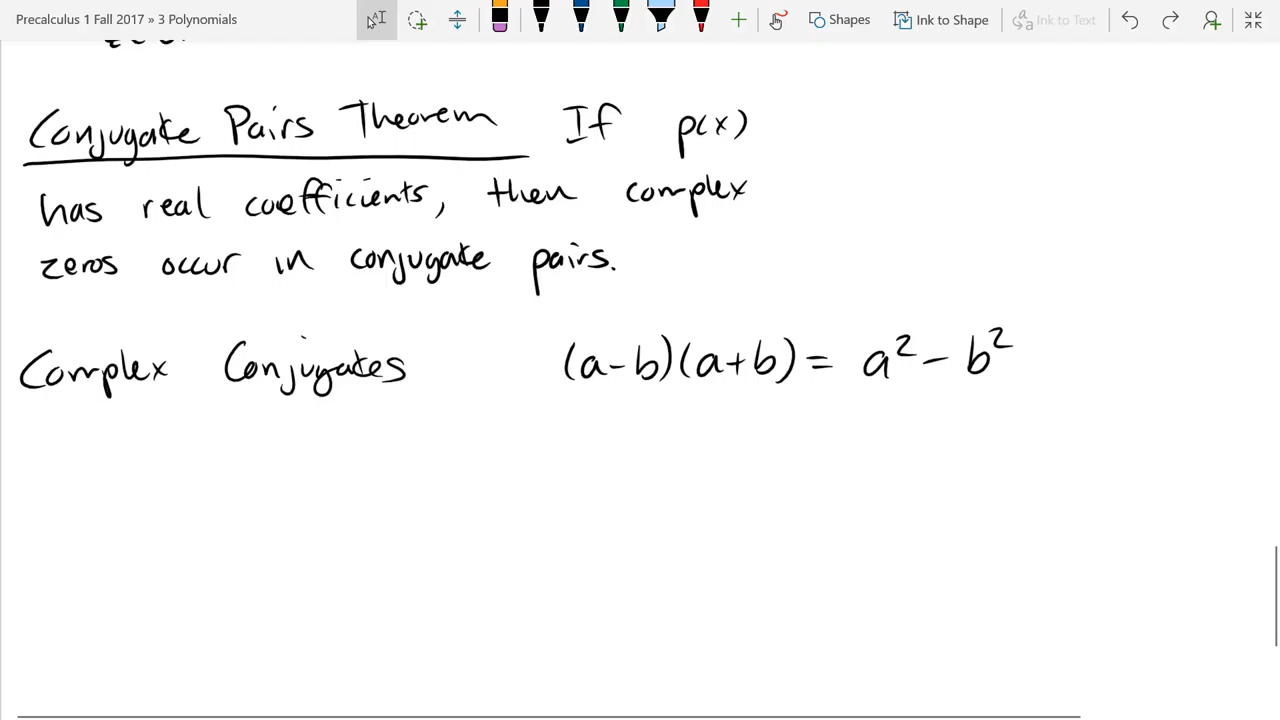 Precalculus 1 Fall 2017 » 3 Polynomials
Shapes
Ink to Shape
Ink to Text
Conjugate Pairs Theorem If p(x)
has real coefficients, then complex
zeros occur in conjugate pairs.
Complex Conjugates (a-b)(a+b) = a² - b²